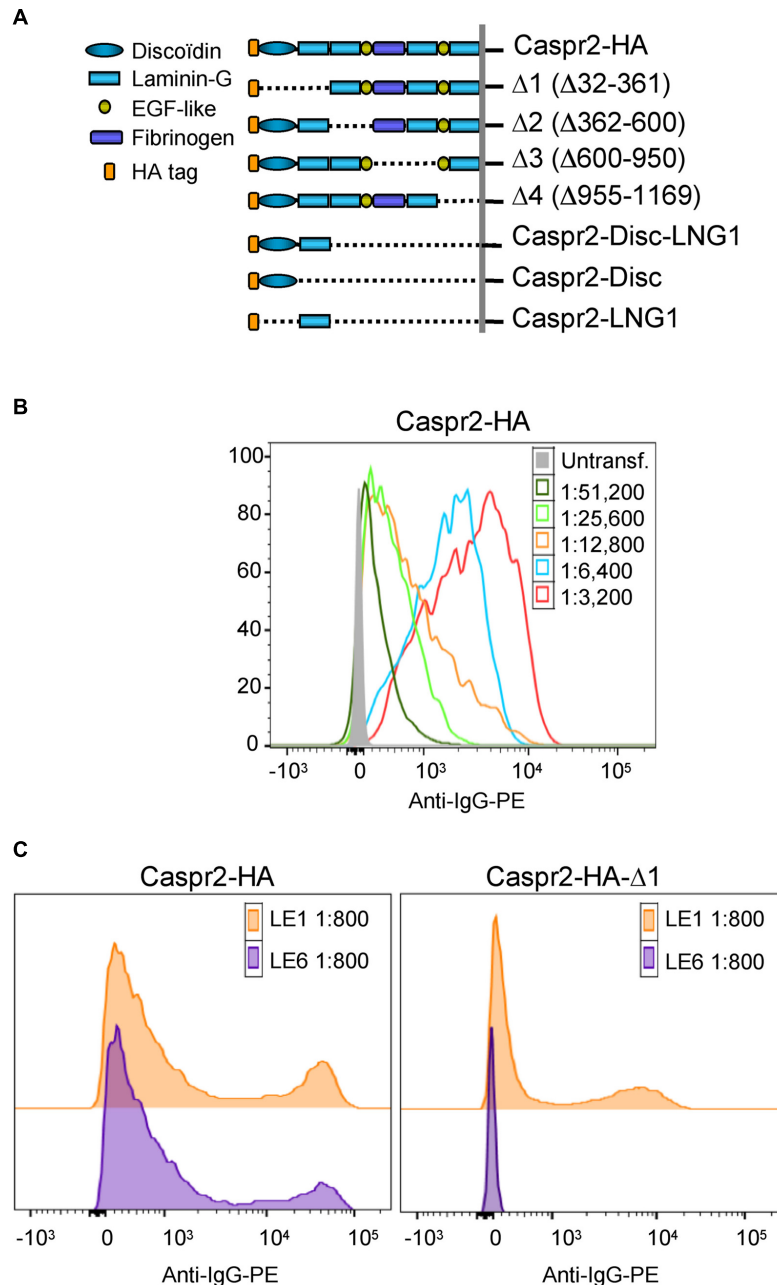 A
Discoïdin
Laminin-G
EGF-like
Fibrinogen
HA tag
Caspr2-HA
Δ1 (Δ32-361)
Δ2 (Δ362-600)
Δ3 (Δ600-950)
Δ4 (Δ955-1169)
Caspr2-Disc-LNG1
Caspr2-Disc
Caspr2-LNG1
B
Caspr2-HA
100
80
60
40
20
0
Untransf.
1:51,200
1:25,600
1:12,800
1:6,400
1:3,200
-10³ 0 10³ 10⁴ 10⁵
Anti-IgG-PE
C
Caspr2-HA
LE1 1:800
LE6 1:800
-10³ 0 10³ 10⁴ 10⁵
Anti-IgG-PE
Caspr2-HA-Δ1
LE1 1:800
LE6 1:800
-10³ 0 10³ 10⁴ 10⁵
Anti-IgG-PE